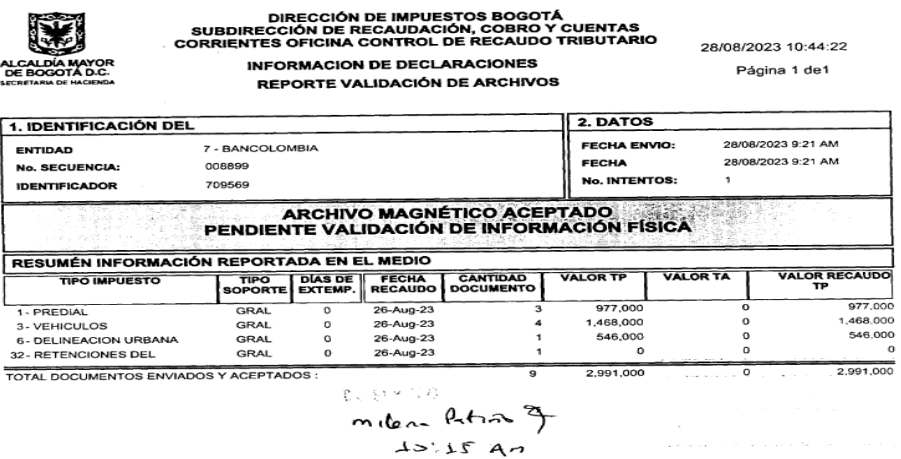 DIRECCIÓN DE IMPUESTOS BOGOTÁ
SUBDIRECCIÓN DE RECAUDACIÓN, COBRO Y CUENTAS
CORRIENTES OFICINA CONTROL DE RECAUDO TRIBUTARIO
INFORMACION DE DECLARACIONES
REPORTE VALIDACIÓN DE ARCHIVOS
28/08/2023 10:44:22
Página 1 de1
ALCALDÍA MAYOR
DE BOGOTÁ D.C.
SECRETARIA DE HACIENDA
1. IDENTIFICACIÓN DEL
ENTIDAD 7 - BANCOLOMBIA
No. SECUENCIA: 008899
IDENTIFICADOR 709569
2. DATOS
FECHA ENVIO: 28/08/2023 9:21 AM
FECHA 28/08/2023 9:21 AM
No. INTENTOS: 1
ARCHIVO MAGNÉTICO ACEPTADO
PENDIENTE VALIDACIÓN DE INFORMACIÓN FÍSICA
RESUMÉN INFORMACIÓN REPORTADA EN EL MEDIO
TIPO IMPUESTO TIPO SOPORTE DÍAS DE EXTEMP. FECHA RECAUDO CANTIDAD DOCUMENTO VALOR TP VALOR TA VALOR RECAUDO TP
1 - PREDIAL GRAL 0 26-Aug-23 3 977,000 0 977,000
3 - VEHICULOS GRAL 0 26-Aug-23 4 1,468,000 0 1,468,000
6 - DELINEACION URBANA GRAL 0 26-Aug-23 1 546,000 0 546,000
32 - RETENCIONES DEL GRAL 0 26-Aug-23 1 0 0 0
TOTAL DOCUMENTOS ENVIADOS Y ACEPTADOS : 9 2,991,000 0 2,991,000
milena Patiño
10:15 Am